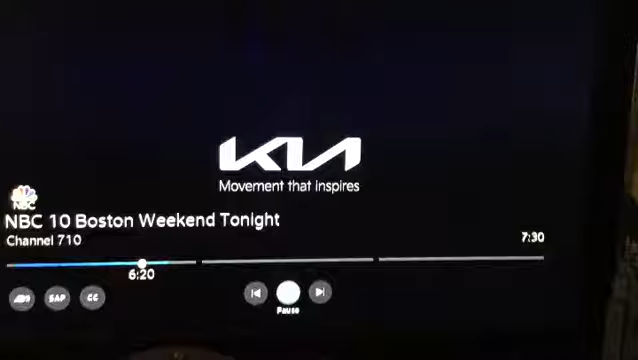 KIA
Movement that inspires
NBC
NBC 10 Boston Weekend Tonight
Channel 710
7:30
6:20
SAP
CC
Pause